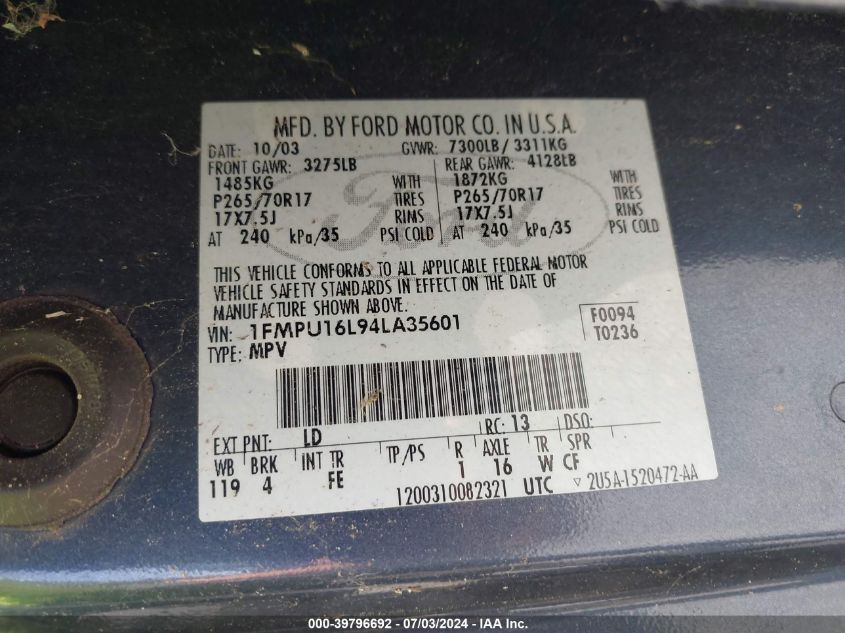 MFD. BY FORD MOTOR CO. IN U.S.A.
DATE: 10/03 GVWR: 7300LB / 3311KG
FRONT GAWR: 3275LB REAR GAWR: 4128LB
1485KG WITH 1872KG WITH
P265/70R17 TIRES P265/70R17 TIRES
17X7.5J RIMS 17X7.5J RIMS
AT 240 kPa/35 PSI COLD AT 240 kPa/35 PSI COLD
Ford
THIS VEHICLE CONFORMS TO ALL APPLICABLE FEDERAL MOTOR
VEHICLE SAFETY STANDARDS IN EFFECT ON THE DATE OF
MANUFACTURE SHOWN ABOVE.
VIN: 1FMPU16L94LA35601 F0094
TYPE: MPV T0236
EXT PNT: LD RC: 13 DSO:
WB BRK INT TR TP/PS R AXLE TR SPR
119 4 FE 1 16 W CF
1200310082321 UTC ▽ 2U5A-1520472-AA
000-39796692 - 07/03/2024 - IAAI.com.